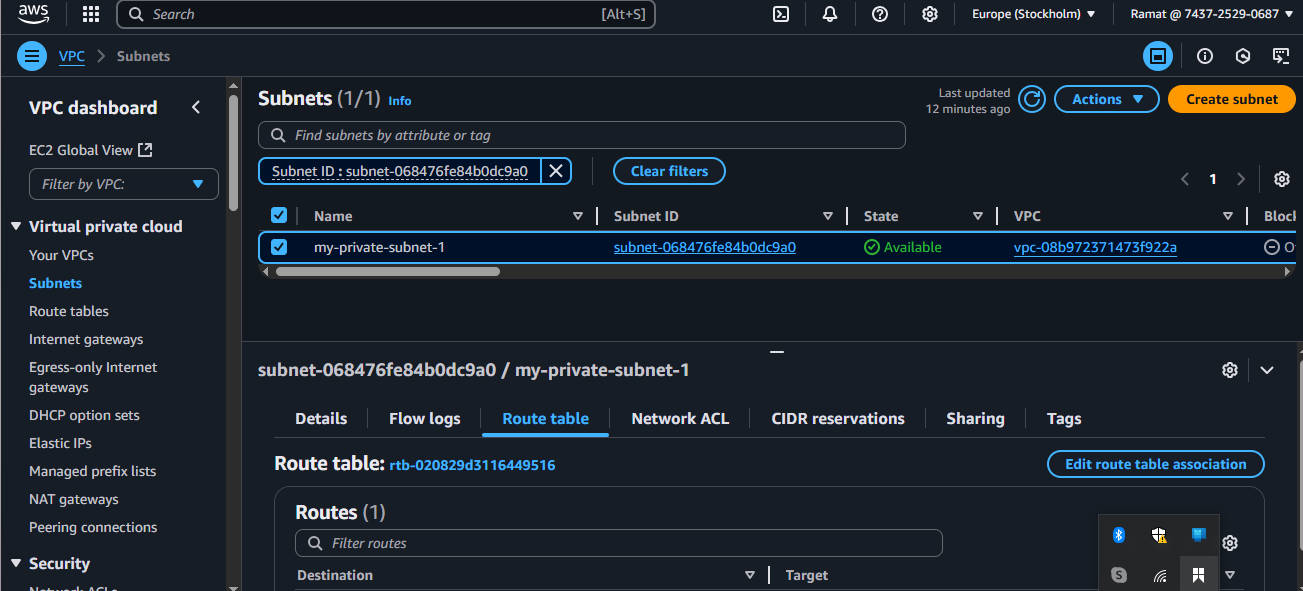 aws
Search [Alt+S]
Europe (Stockholm)
Ramat @ 7437-2529-0687
VPC
Subnets
VPC dashboard
EC2 Global View
Filter by VPC:
Virtual private cloud
Your VPCs
Subnets
Route tables
Internet gateways
Egress-only Internet
gateways
DHCP option sets
Elastic IPs
Managed prefix lists
NAT gateways
Peering connections
Security
Subnets (1/1) Info
Last updated
12 minutes ago
Actions
Create subnet
Find subnets by attribute or tag
Subnet ID : subnet-068476fe84b0dc9a0
Clear filters
1
Name Subnet ID State VPC
my-private-subnet-1 subnet-068476fe84b0dc9a0 Available vpc-08b972371473f922a
subnet-068476fe84b0dc9a0 / my-private-subnet-1
Details Flow logs Route table Network ACL CIDR reservations Sharing Tags
Route table: rtb-020829d3116449516
Edit route table association
Routes (1)
Filter routes
Destination Target